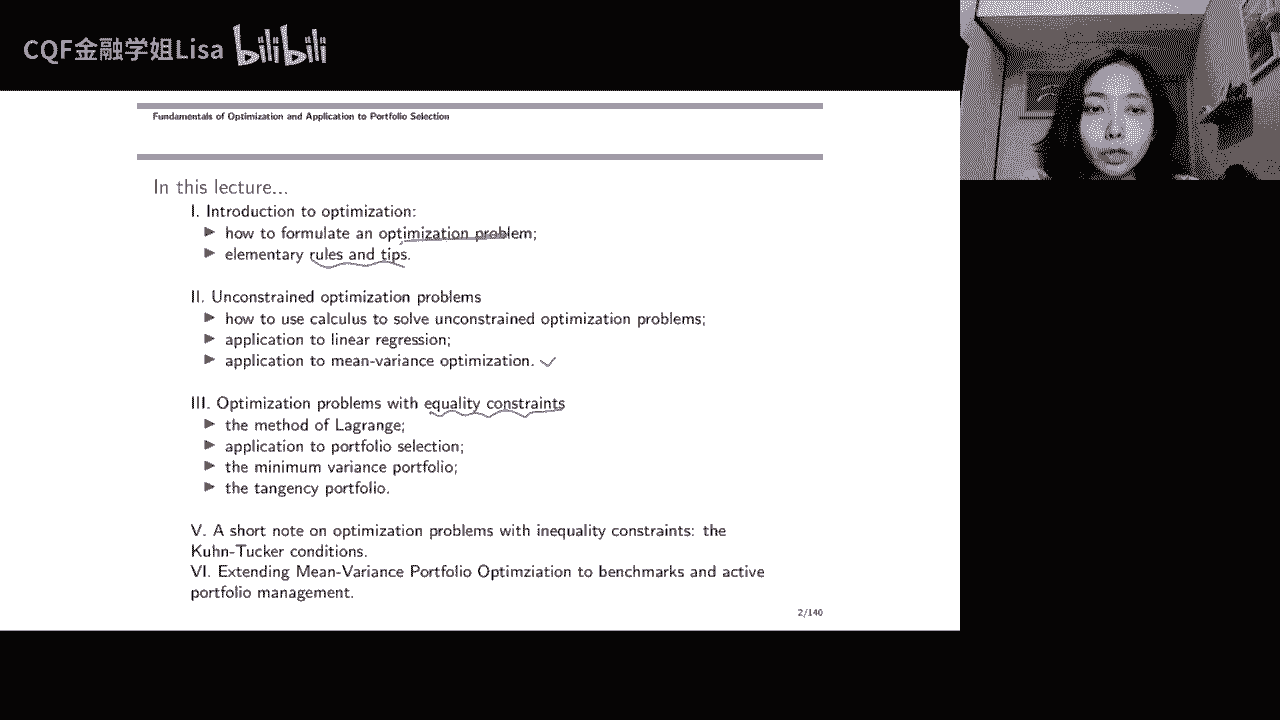 CQF金融学姐Lisa bilibili
Fundamentals of Optimization and Application to Portfolio Selection
In this lecture...
I. Introduction to optimization:
▶ how to formulate an optimization problem;
▶ elementary rules and tips.
II. Unconstrained optimization problems
▶ how to use calculus to solve unconstrained optimization problems;
▶ application to linear regression;
▶ application to mean-variance optimization.
III. Optimization problems with equality constraints
▶ the method of Lagrange;
▶ application to portfolio selection;
▶ the minimum variance portfolio;
▶ the tangency portfolio.
V. A short note on optimization problems with inequality constraints: the
Kuhn-Tucker conditions.
VI. Extending Mean-Variance Portfolio Optimziation to benchmarks and active
portfolio management.
2/140